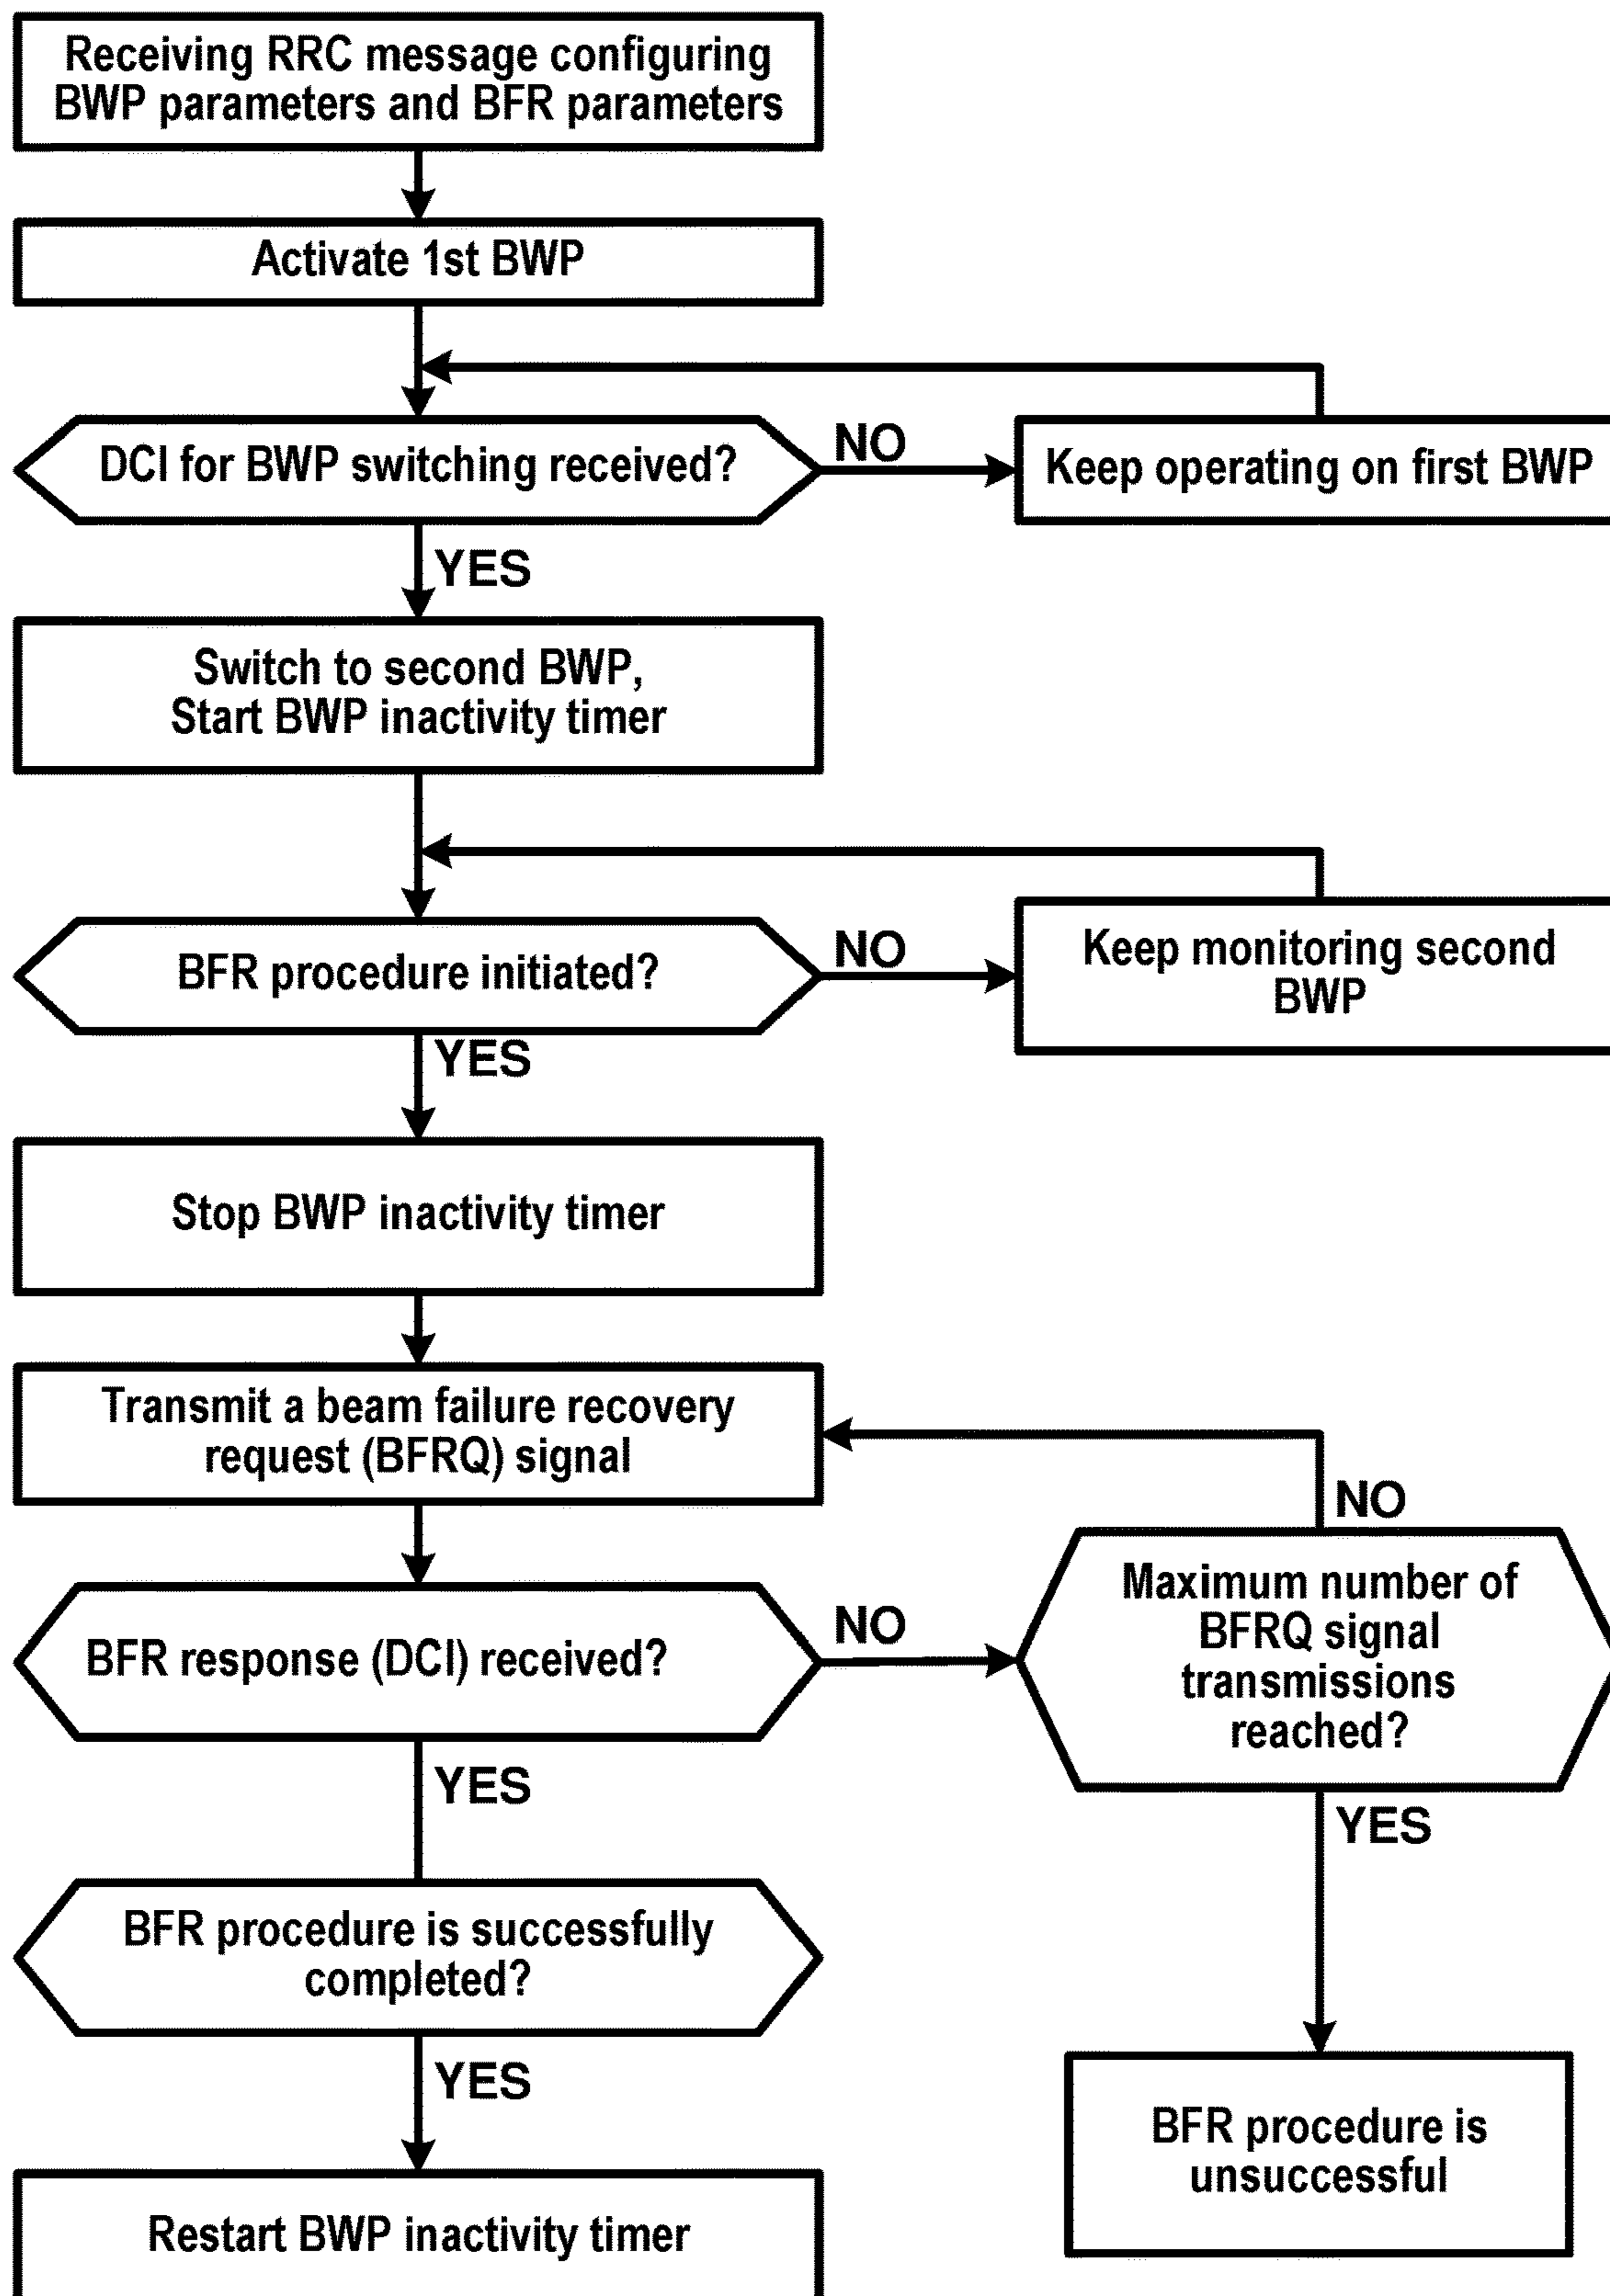 Receiving RRC message configuring
BWP parameters and BFR parameters
Activate 1st BWP
DCI for BWP switching received?
NO
Keep operating on first BWP
YES
Switch to second BWP,
Start BWP inactivity timer
BFR procedure initiated?
NO
Keep monitoring second
BWP
YES
Stop BWP inactivity timer
Transmit a beam failure recovery
request (BFRQ) signal
NO
BFR response (DCI) received?
NO
Maximum number of
BFRQ signal
transmissions
reached?
YES
YES
BFR procedure is successfully
completed?
YES
BFR procedure is
unsuccessful
Restart BWP inactivity timer